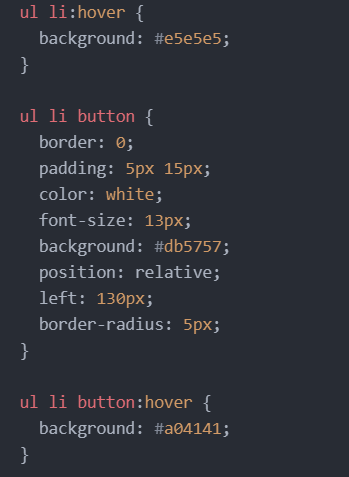 ul li:hover {
  background: #e5e5e5;
}

ul li button {
  border: 0;
  padding: 5px 15px;
  color: white;
  font-size: 13px;
  background: #db5757;
  position: relative;
  left: 130px;
  border-radius: 5px;
}

ul li button:hover {
  background: #a04141;
}